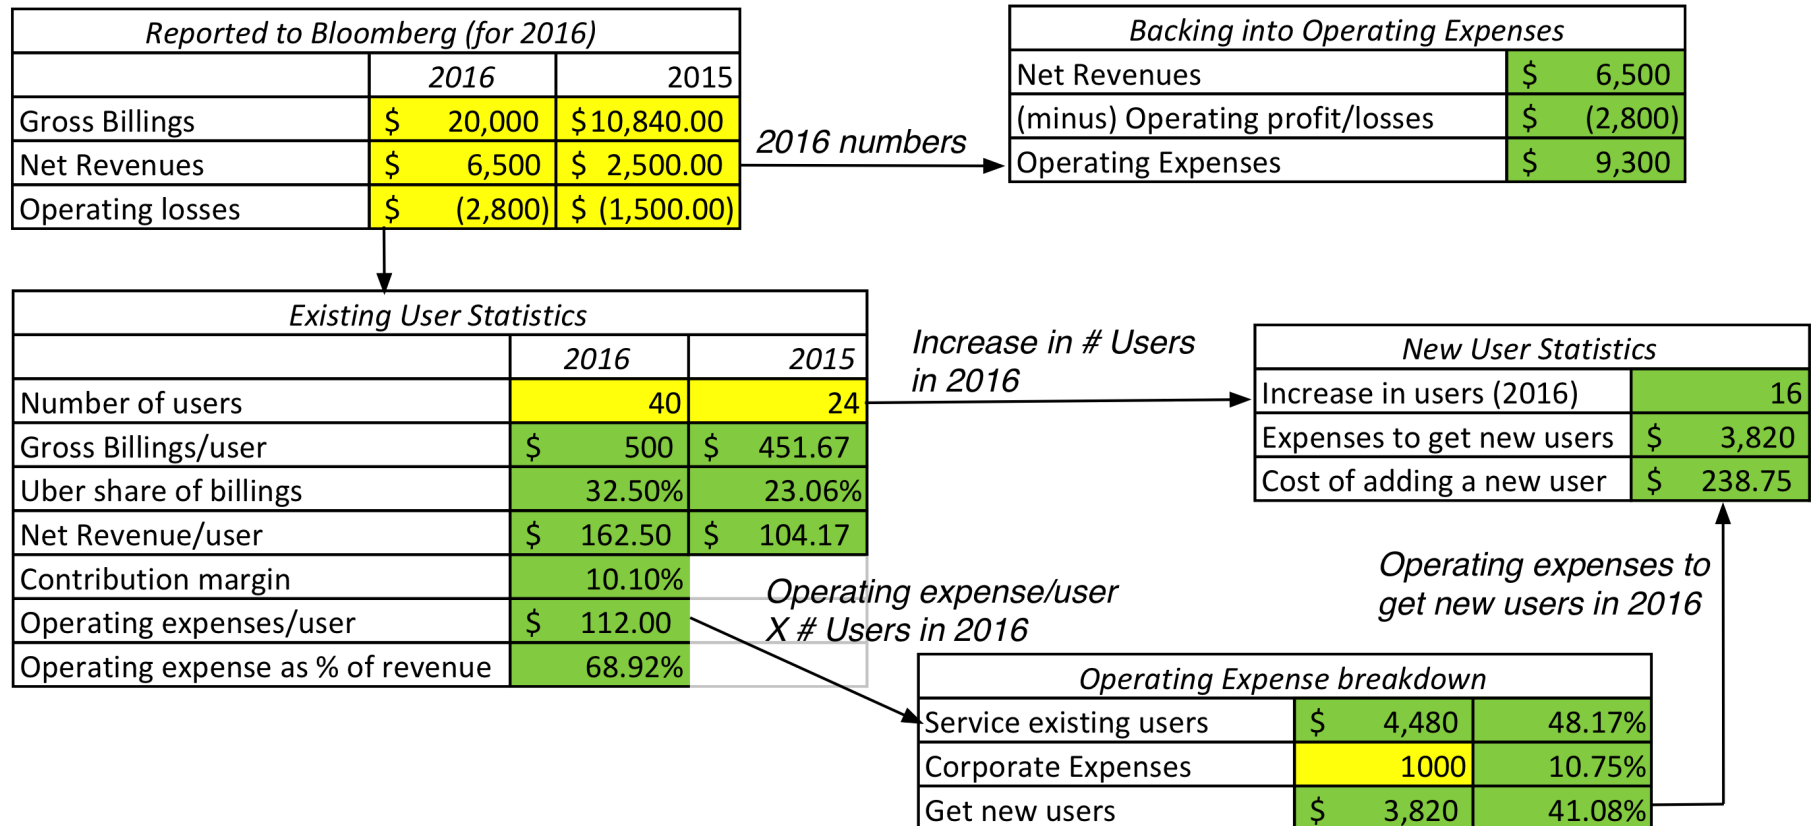 Reported to Bloomberg (for 2016)
2016 2015
Gross Billings $ 20,000 $10,840.00
Net Revenues $ 6,500 $ 2,500.00
Operating losses $ (2,800) $ (1,500.00)
2016 numbers
Backing into Operating Expenses
Net Revenues $ 6,500
(minus) Operating profit/losses $ (2,800)
Operating Expenses $ 9,300
Existing User Statistics
2016 2015
Number of users 40 24
Gross Billings/user $ 500 $ 451.67
Uber share of billings 32.50% 23.06%
Net Revenue/user $ 162.50 $ 104.17
Contribution margin 10.10%
Operating expenses/user $ 112.00
Operating expense as % of revenue 68.92%
Increase in # Users
in 2016
New User Statistics
Increase in users (2016) 16
Expenses to get new users $ 3,820
Cost of adding a new user $ 238.75
Operating expense/user
X # Users in 2016
Operating expenses to
get new users in 2016
Operating Expense breakdown
Service existing users $ 4,480 48.17%
Corporate Expenses 1000 10.75%
Get new users $ 3,820 41.08%